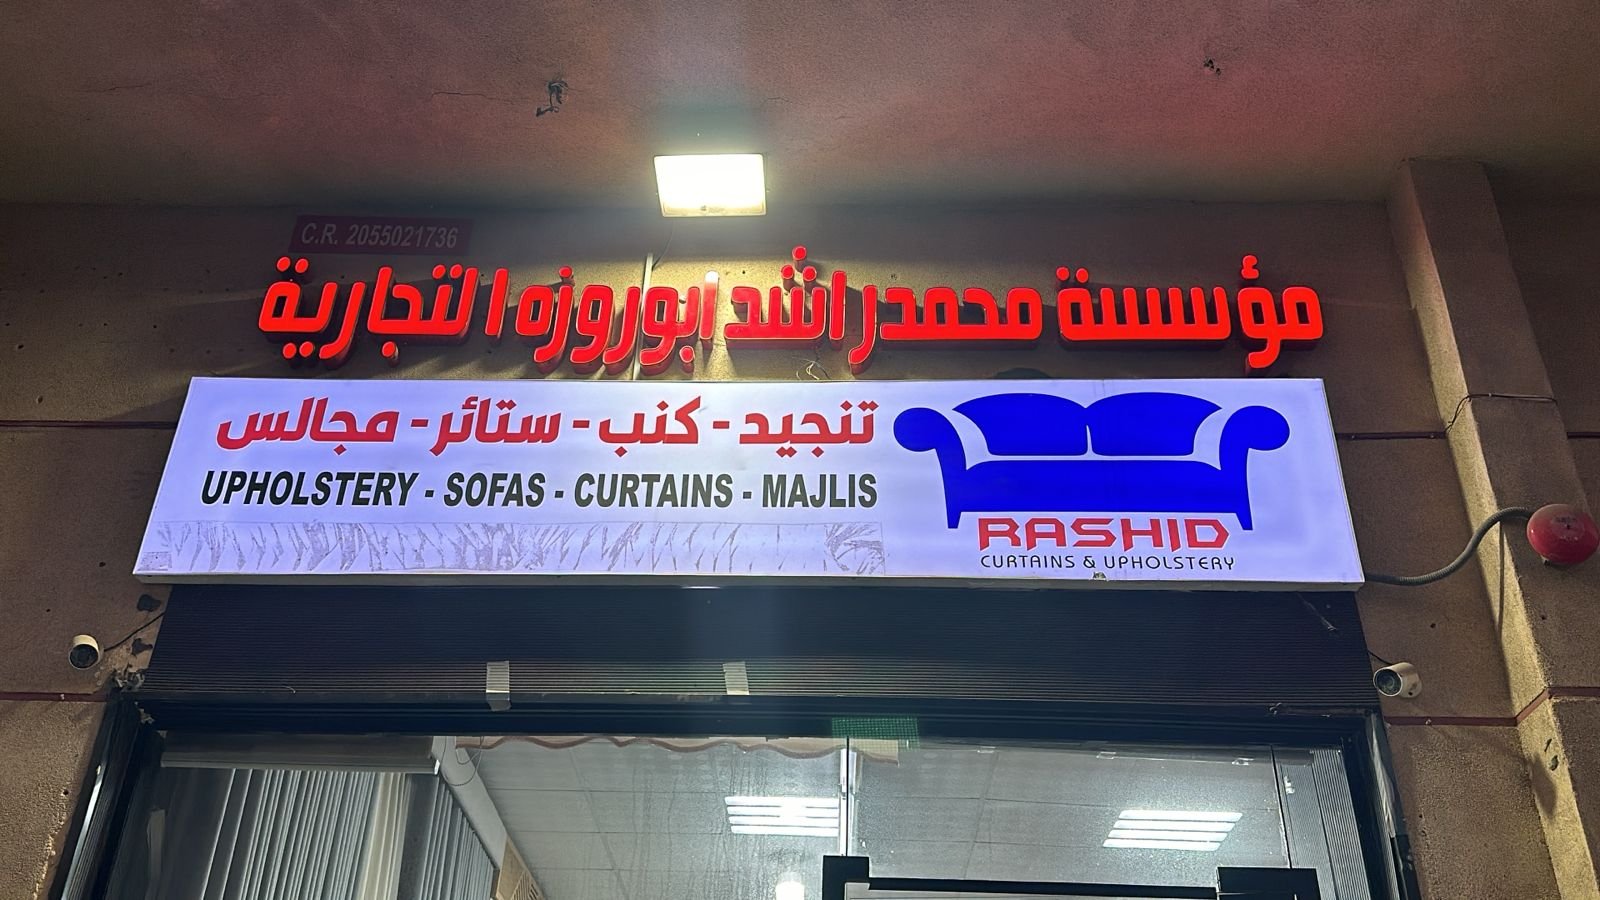 C.R. 2055021736
مؤسسة محمد راشد ابوروزه التجارية
تنجيد - كنب - ستائر - مجالس
UPHOLSTERY - SOFAS - CURTAINS - MAJLIS
RASHID
CURTAINS & UPHOLSTERY